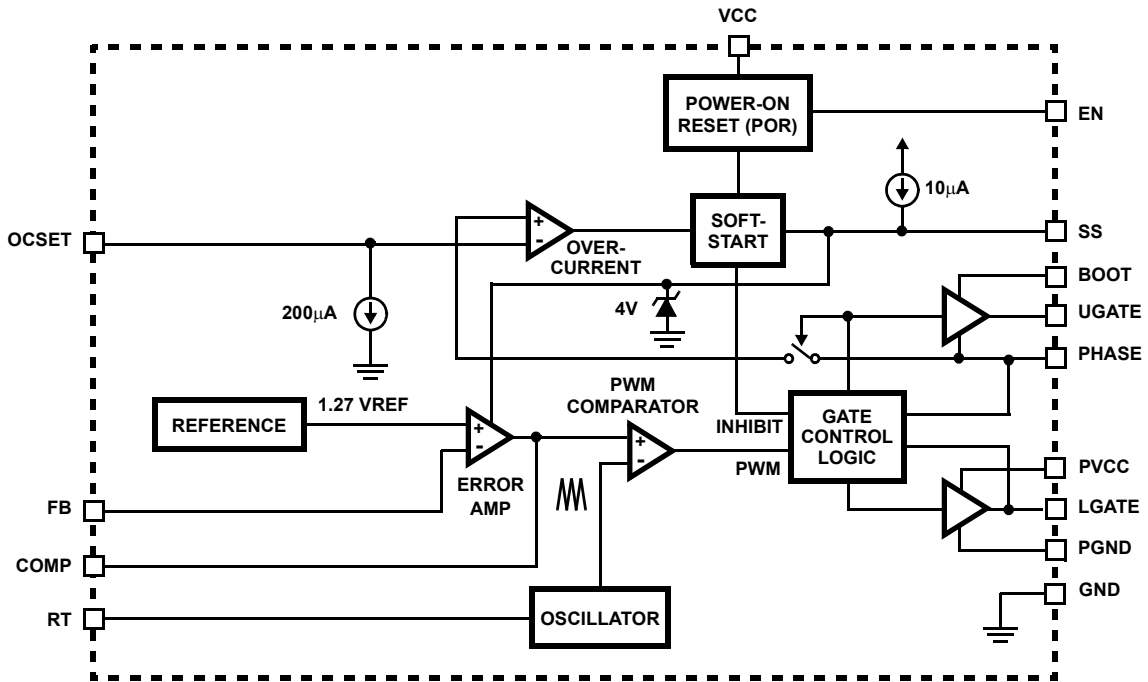 VCC
POWER-ON
RESET (POR)
EN
10µA
SOFT-
START
+
-
OVER-
CURRENT
OCSET
SS
BOOT
200µA
4V
UGATE
PHASE
1.27 VREF
PWM
COMPARATOR
REFERENCE
+
-
+
-
INHIBIT
GATE
CONTROL
LOGIC
PWM
ERROR
AMP
PVCC
FB
LGATE
COMP
PGND
GND
RT
OSCILLATOR